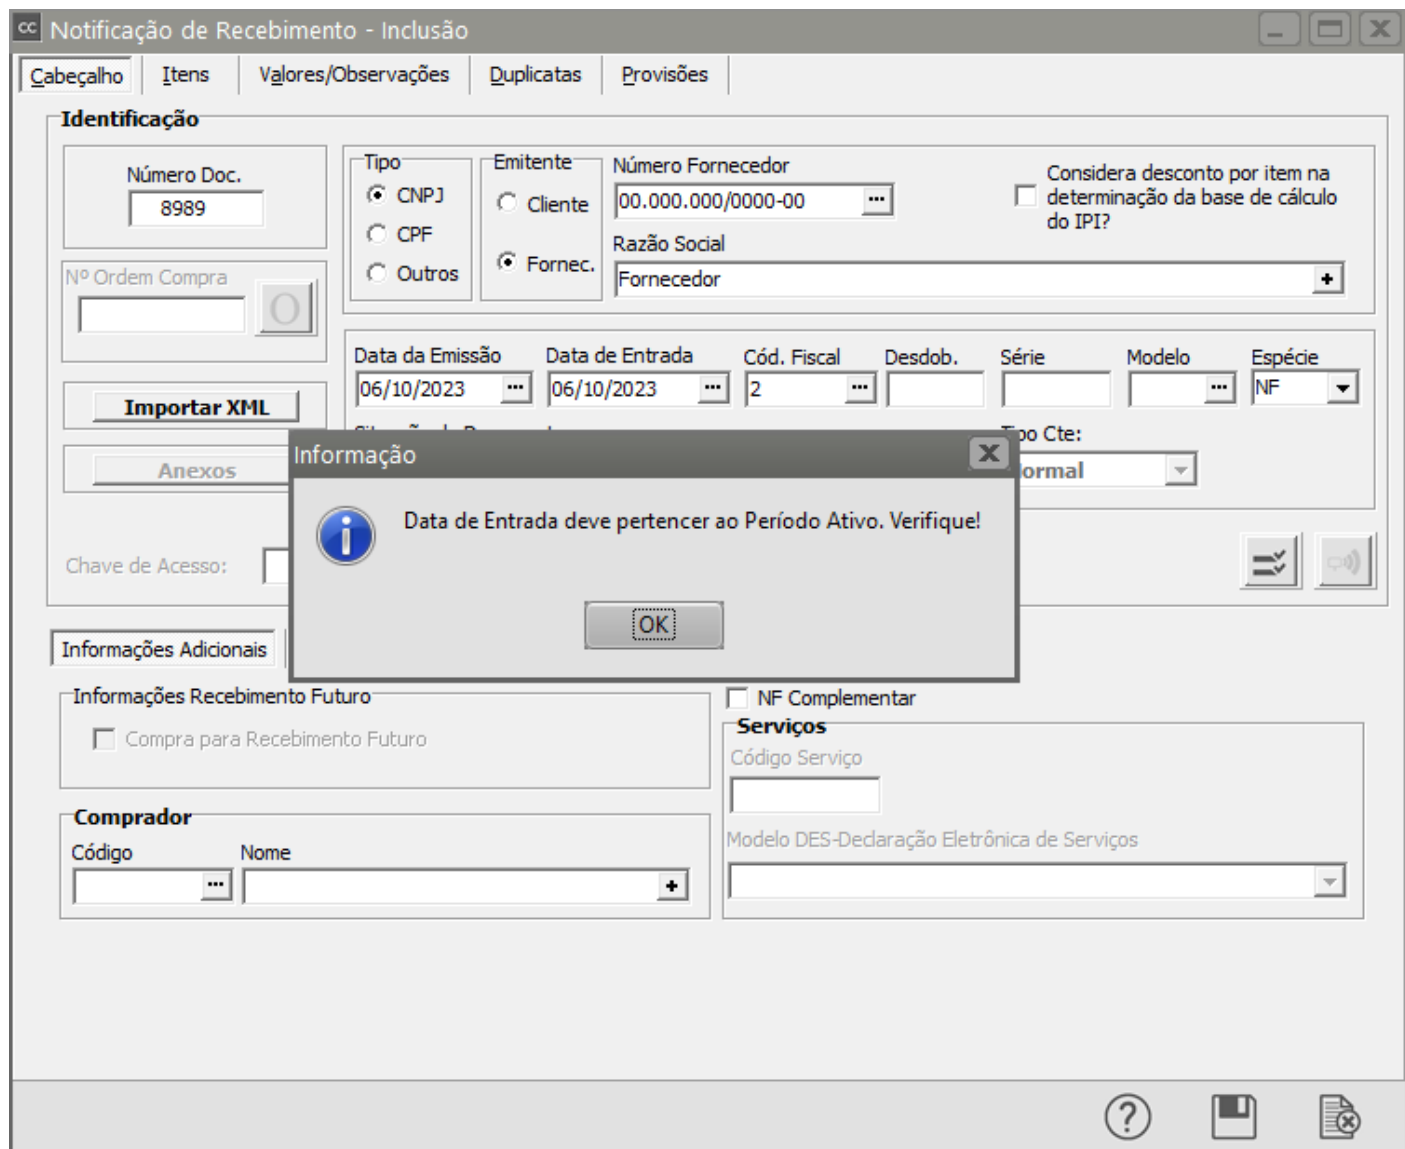 cc Notificação de Recebimento - Inclusão
Cabeçalho Itens Valores/Observações Duplicatas Provisões
Identificação
Número Doc.
8989
Tipo
CNPJ
CPF
Outros
Emitente
Cliente
Fornec.
Número Fornecedor
00.000.000/0000-00 ...
Considera desconto por item na
determinação da base de cálculo
do IPI?
Razão Social
Fornecedor +
Nº Ordem Compra
O
Importar XML
Anexos
Data da Emissão Data de Entrada Cód. Fiscal Desdob. Série Modelo Espécie
06/10/2023 ... 06/10/2023 ... 2 ... ... NF
Tipo Cte:
Chave de Acesso:
Informação
Data de Entrada deve pertencer ao Período Ativo. Verifique!
OK
Informações Adicionais
Informações Recebimento Futuro
Compra para Recebimento Futuro
NF Complementar
Serviços
Código Serviço
Modelo DES-Declaração Eletrônica de Serviços
Comprador
Código Nome
... +